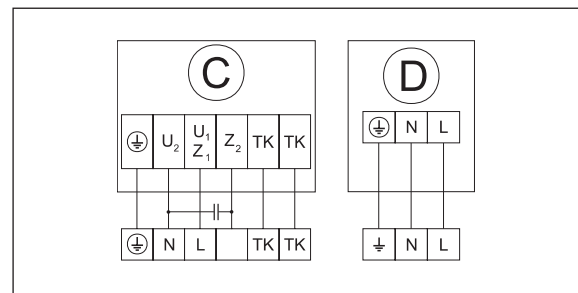 C
D
⏚ U₂ U₁ Z₁ Z₂ TK TK
⏚ N L
⏚ N L TK TK
⏚ N L